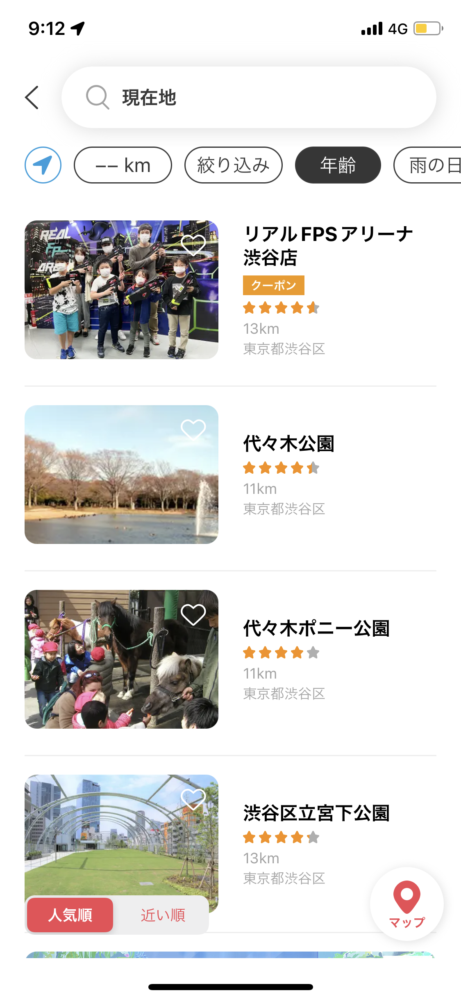 9:12
4G
現在地
-- km
絞り込み
年齢
雨の日
REAL
FP
ARE
リアルFPSアリーナ
渋谷店
クーポン
13km
東京都渋谷区
代々木公園
11km
東京都渋谷区
代々木ポニー公園
11km
東京都渋谷区
渋谷区立宮下公園
13km
東京都渋谷区
人気順
近い順
マップ